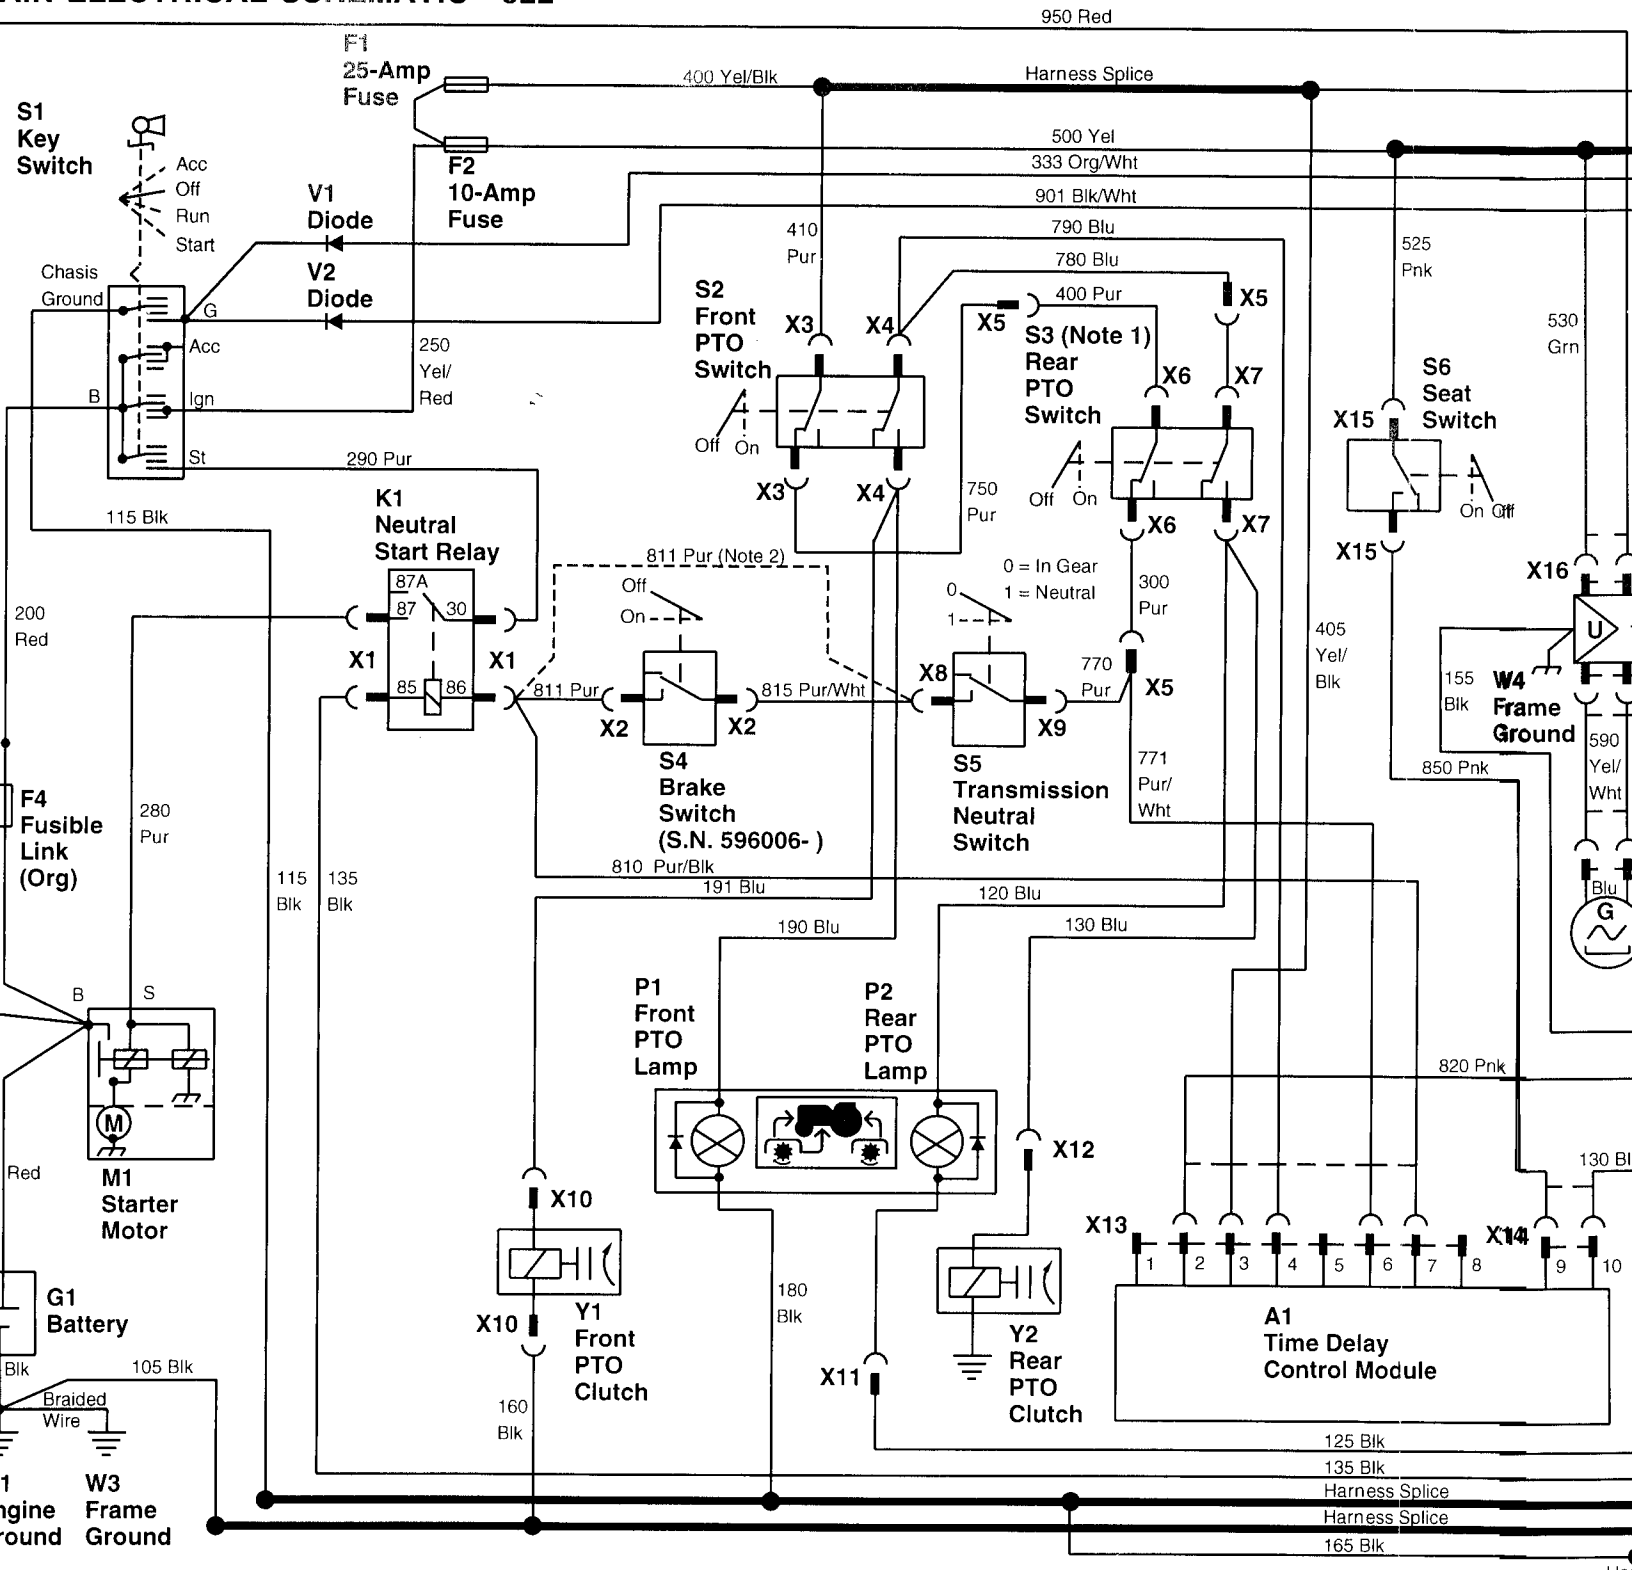 950 Red
F1
25-Amp
Fuse
400 Yel/Blk
Harness Splice
S1
Key
Switch
500 Yel
333 Org/Wht
F2
10-Amp
Fuse
Acc
Off
Run
Start
V1
Diode
901 Blk/Wht
790 Blu
410
Pur
525
Pnk
Chasis
Ground
V2
Diode
780 Blu
S2
Front
PTO
Switch
400 Pur
X5
X5
G
X3
X4
S3 (Note 1)
Rear
PTO
Switch
530
Grn
Acc
250
Yel/
Red
X6
X7
S6
Seat
Switch
B
Ign
X15
Off
On
St
290 Pur
X3
X4
750
Pur
Off
On
On
Off
K1
Neutral
Start Relay
115 Blk
X6
X7
X15
811 Pur (Note 2)
0 = In Gear
1 = Neutral
X16
87A
87
30
Off
On
0
1
300
Pur
200
Red
405
Yel/
Blk
U
X1
X1
X8
770
Pur
X5
85
86
811 Pur
815 Pur/Wht
155
Blk
W4
Frame
Ground
X2
X2
X9
S4
Brake
Switch
(S.N. 596006- )
S5
Transmission
Neutral
Switch
771
Pur/
Wht
850 Pnk
590
Yel/
Wht
F4
Fusible
Link
(Org)
280
Pur
115
Blk
135
Blk
810 Pur/Blk
191 Blu
120 Blu
Blu
G
190 Blu
130 Blu
B
S
P1
Front
PTO
Lamp
P2
Rear
PTO
Lamp
820 Pnk
M
X12
Red
130 Bl
M1
Starter
Motor
X10
X13
X14
1
2
3
4
5
6
7
8
9
10
G1
Battery
X10
Y1
Front
PTO
Clutch
180
Blk
Y2
Rear
PTO
Clutch
A1
Time Delay
Control Module
Blk
105 Blk
X11
Braided
Wire
160
Blk
125 Blk
135 Blk
1
ngine
round
W3
Frame
Ground
Harness Splice
Harness Splice
165 Blk